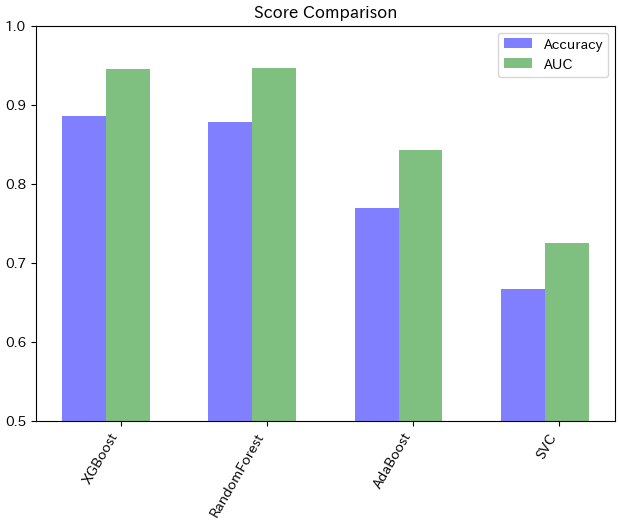 Score Comparison
1.0
0.9
0.8
0.7
0.6
0.5
Accuracy
AUC
XGBoost
RandomForest
AdaBoost
SVC